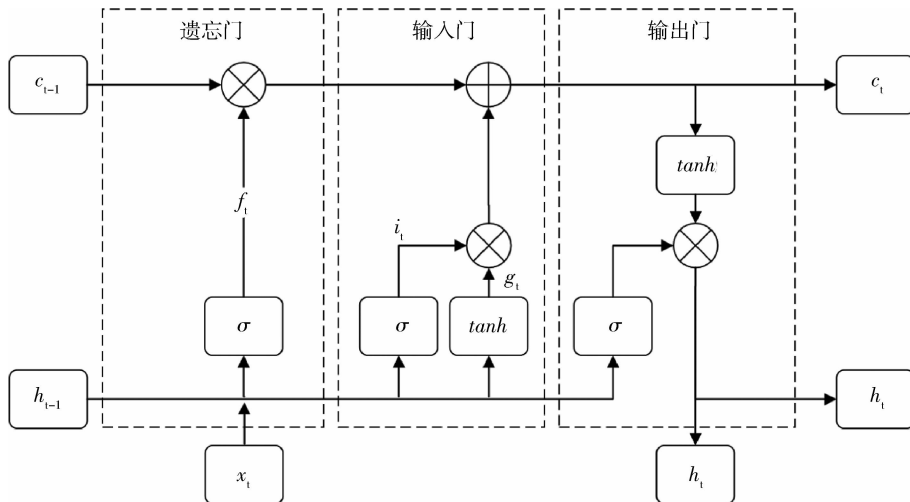 遗忘门
输入门
输出门
c_{t-1}
c_t
tanh
f_t
i_t
g_t
σ
σ
tanh
σ
h_{t-1}
h_t
x_t
h_t